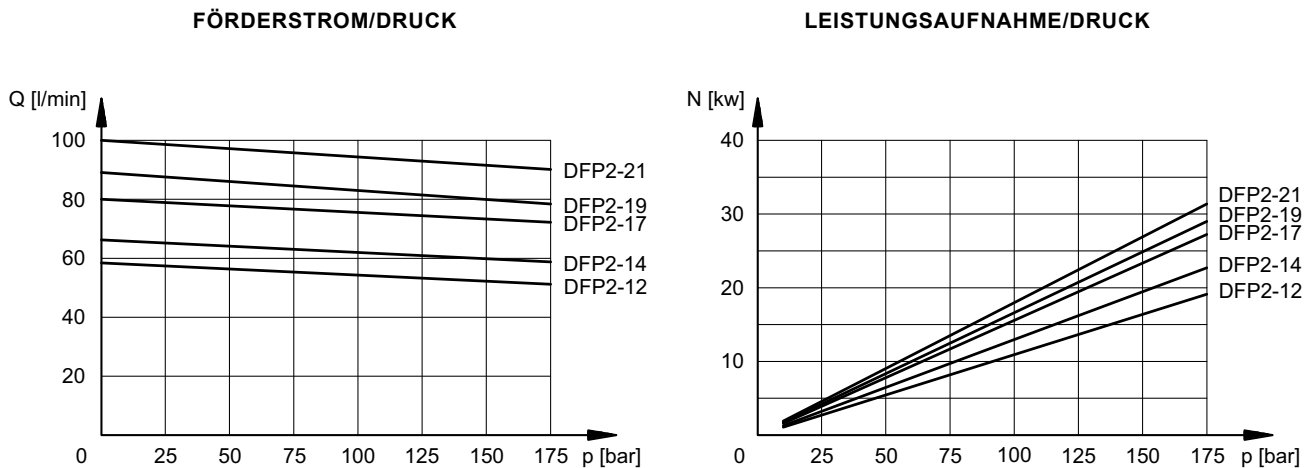 FÖRDERSTROM/DRUCK
Q [l/min]
100
80
60
40
20
0
25
50
75
100
125
150
175
p [bar]
DFP2-21
DFP2-19
DFP2-17
DFP2-14
DFP2-12
LEISTUNGSAUFNAHME/DRUCK
N [kw]
40
30
20
10
0
25
50
75
100
125
150
175
p [bar]
DFP2-21
DFP2-19
DFP2-17
DFP2-14
DFP2-12